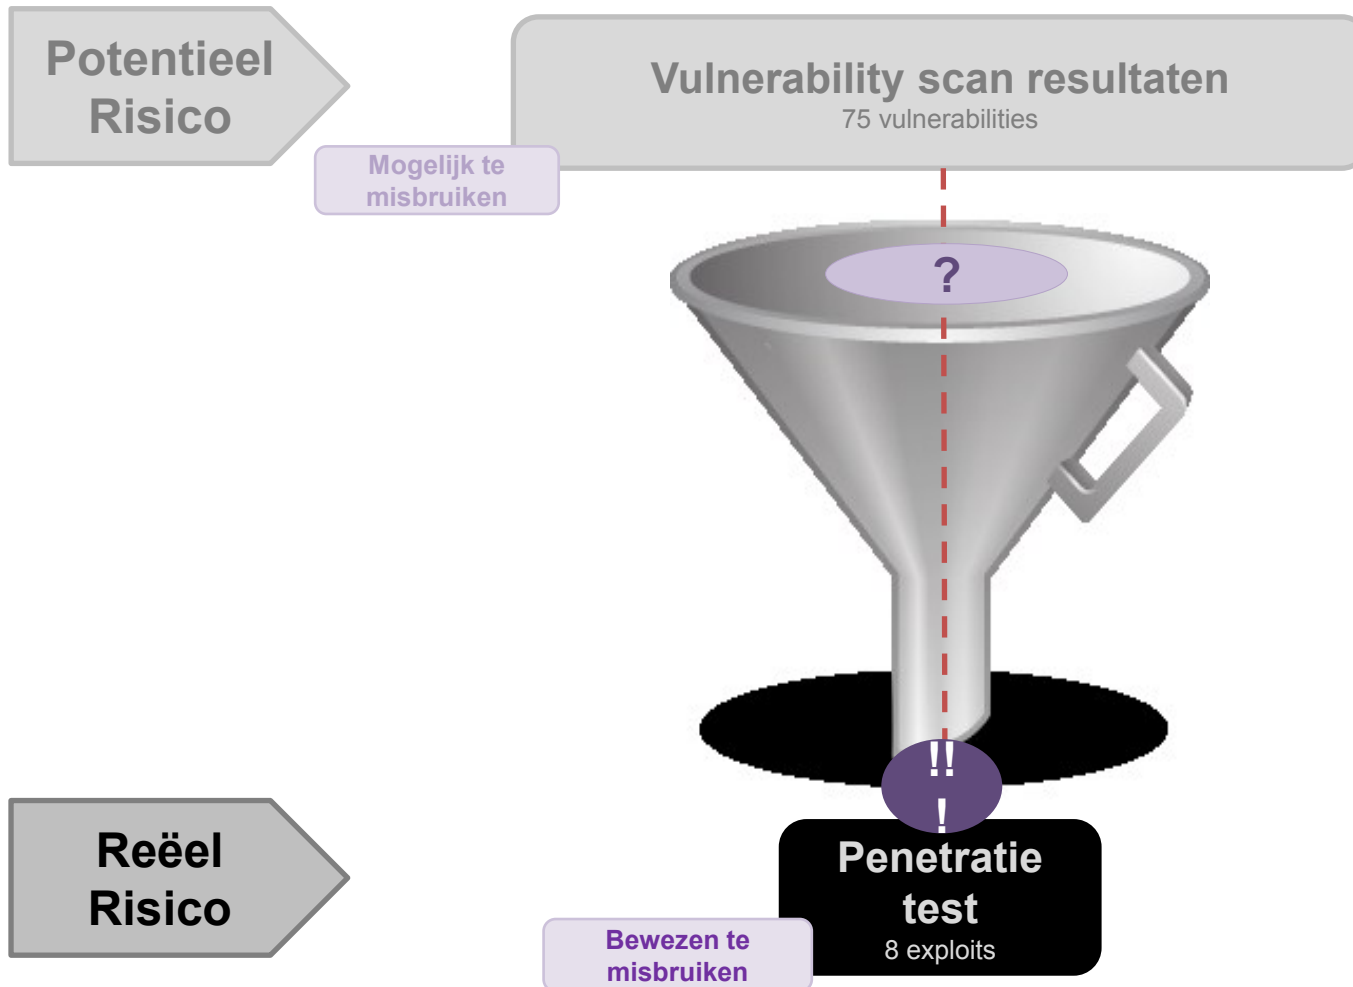 Potentieel
Risico
Vulnerability scan resultaten
75 vulnerabilities
Mogelijk te
misbruiken
?
!!
!
Reëel
Risico
Penetratie
test
8 exploits
Bewezen te
misbruiken